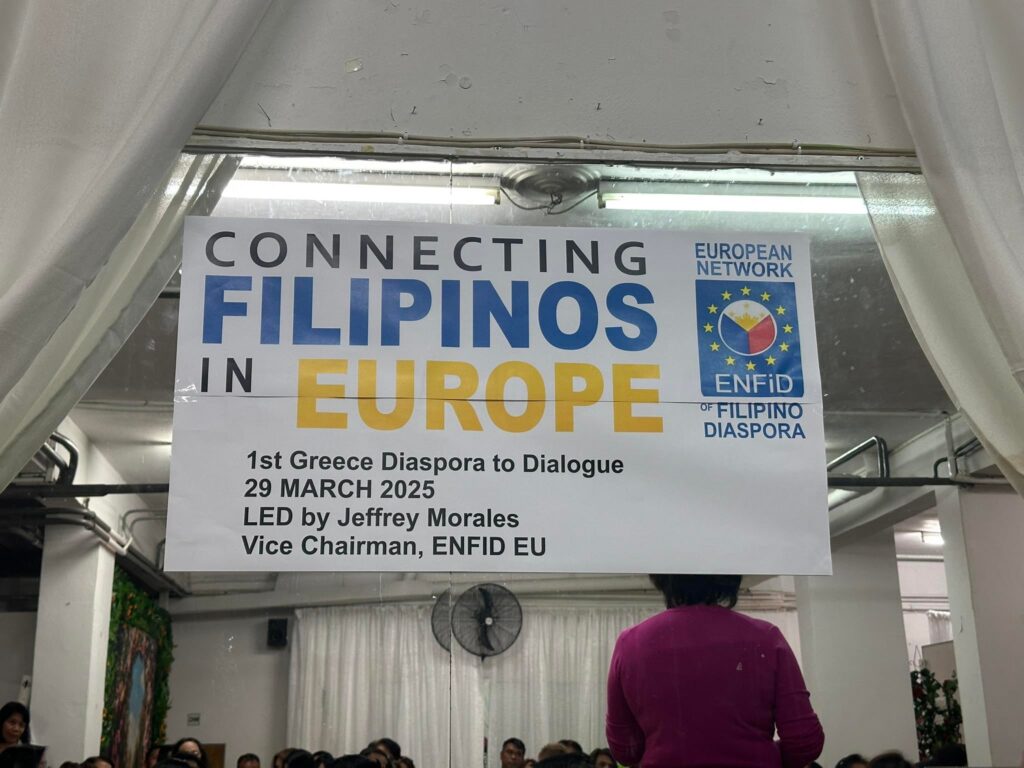 CONNECTING
FILIPINOS
IN EUROPE
1st Greece Diaspora to Dialogue
29 MARCH 2025
LED by Jeffrey Morales
Vice Chairman, ENFID EU
EUROPEAN
NETWORK
ENFiD
OF FILIPINO
DIASPORA